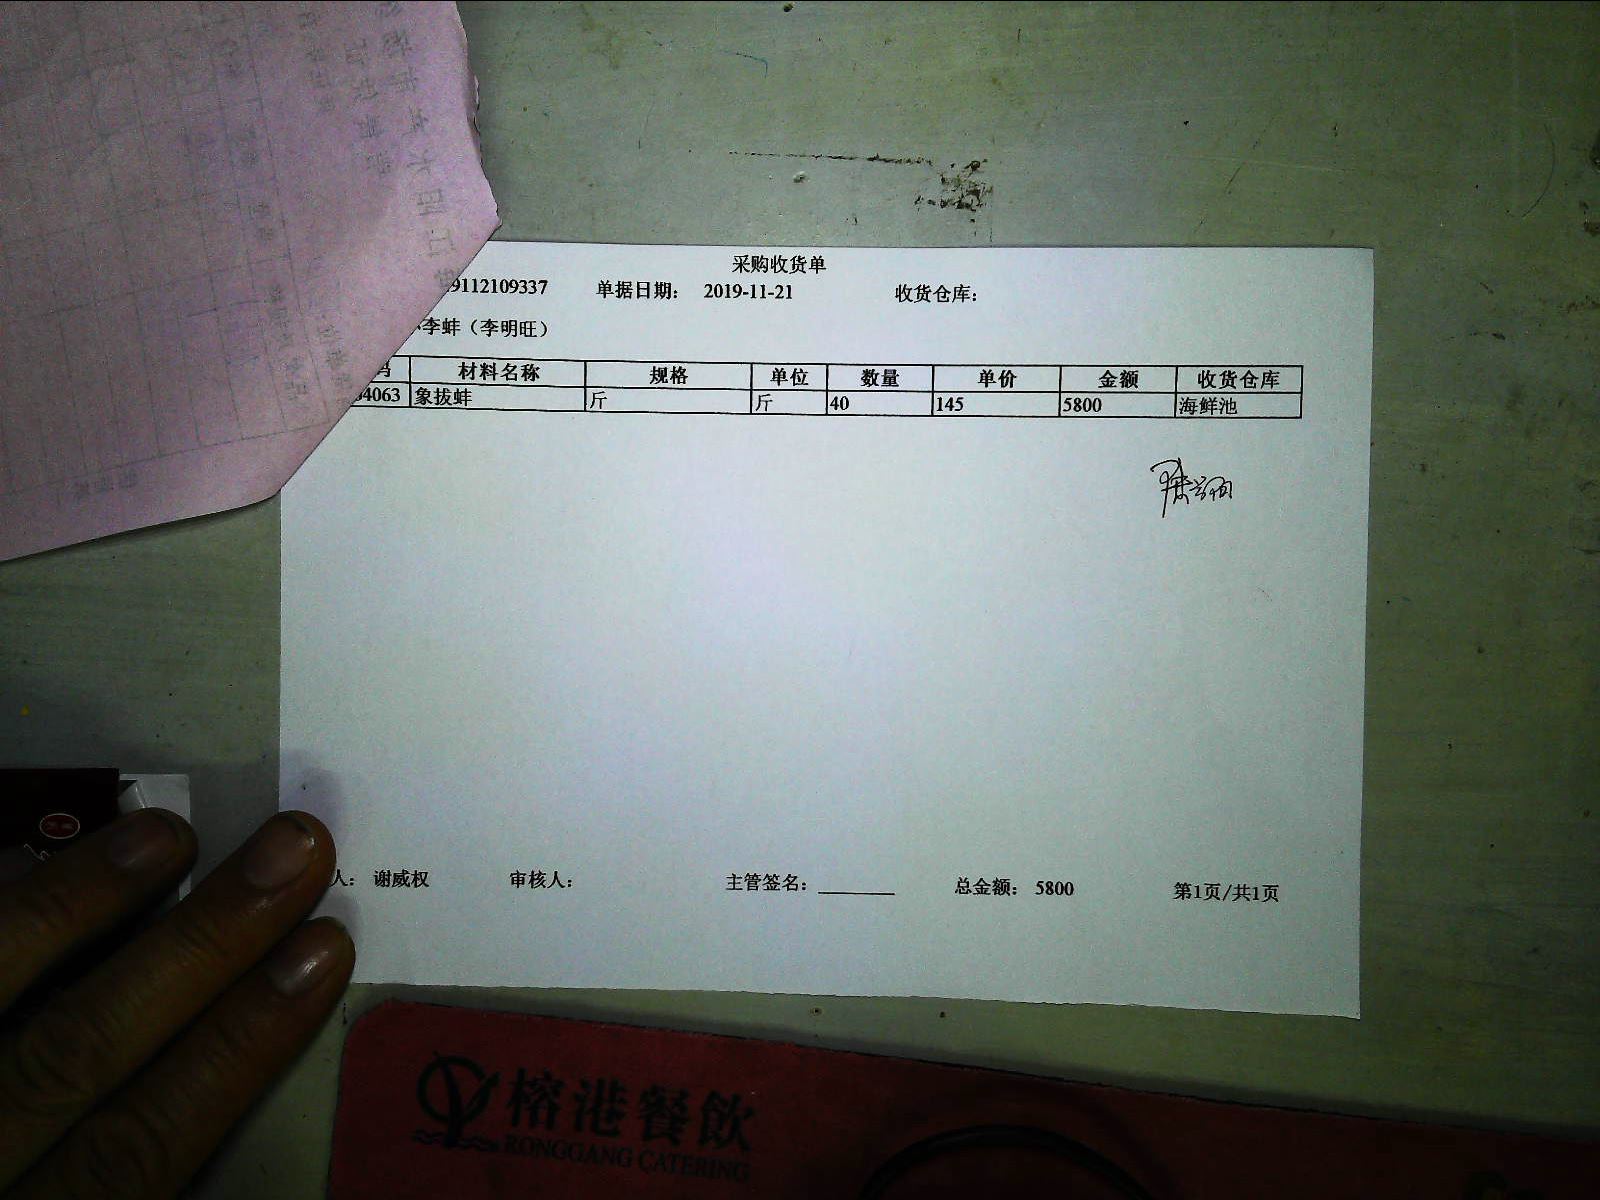 采购收货单
9112109337 单据日期： 2019-11-21 收货仓库：
李蚌（李明旺）
码 材料名称 规格 单位 数量 单价 金额 收货仓库
4063 象拔蚌 斤 斤 40 145 5800 海鲜池
人： 谢威权 审核人： 主管签名： 总金额： 5800 第1页/共1页
榕港餐飲
RONGGANG CATERING